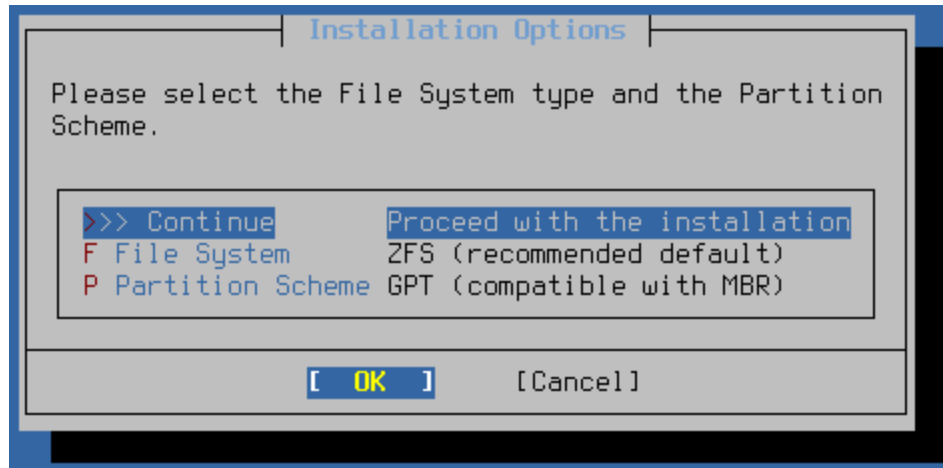 Installation Options
Please select the File System type and the Partition
Scheme.
>>> Continue Proceed with the installation
F File System ZFS (recommended default)
P Partition Scheme GPT (compatible with MBR)
[ OK ] [Cancel]